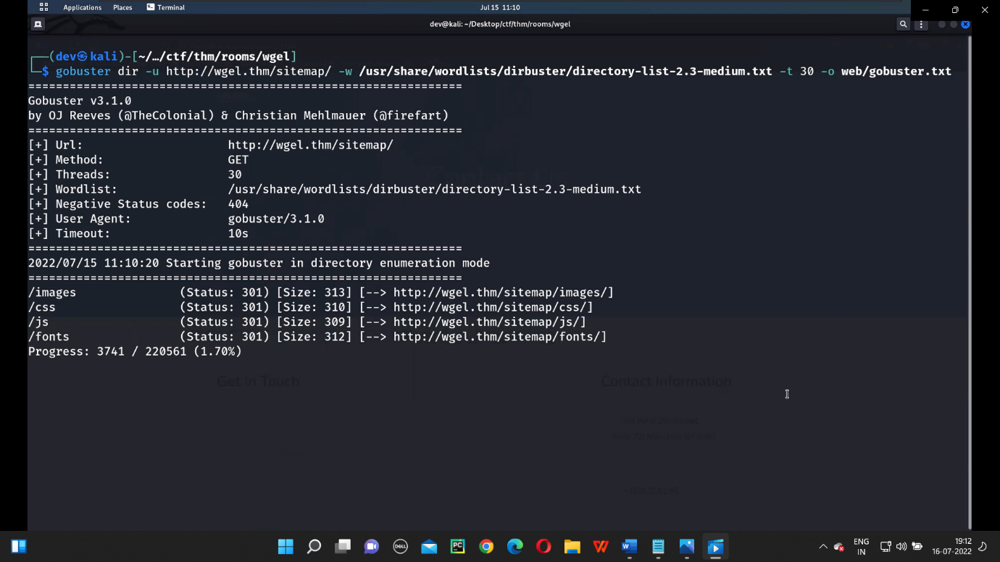 Applications Places Terminal Jul 15 11:10
dev@kali: ~/Desktop/ctf/thm/rooms/wgel
┌──(dev㉿kali)-[~/…/ctf/thm/rooms/wgel]
└─$ gobuster dir -u http://wgel.thm/sitemap/ -w /usr/share/wordlists/dirbuster/directory-list-2.3-medium.txt -t 30 -o web/gobuster.txt
===============================================================
Gobuster v3.1.0
by OJ Reeves (@TheColonial) & Christian Mehlmauer (@firefart)
===============================================================
[+] Url: http://wgel.thm/sitemap/
[+] Method: GET
[+] Threads: 30
[+] Wordlist: /usr/share/wordlists/dirbuster/directory-list-2.3-medium.txt
[+] Negative Status codes: 404
[+] User Agent: gobuster/3.1.0
[+] Timeout: 10s
===============================================================
2022/07/15 11:10:20 Starting gobuster in directory enumeration mode
===============================================================
/images (Status: 301) [Size: 313] [--> http://wgel.thm/sitemap/images/]
/css (Status: 301) [Size: 310] [--> http://wgel.thm/sitemap/css/]
/js (Status: 301) [Size: 309] [--> http://wgel.thm/sitemap/js/]
/fonts (Status: 301) [Size: 312] [--> http://wgel.thm/sitemap/fonts/]
Progress: 3741 / 220561 (1.70%)
Get In Touch Contact Information
DELL PC W W ENG 19:12
IN 16-07-2022